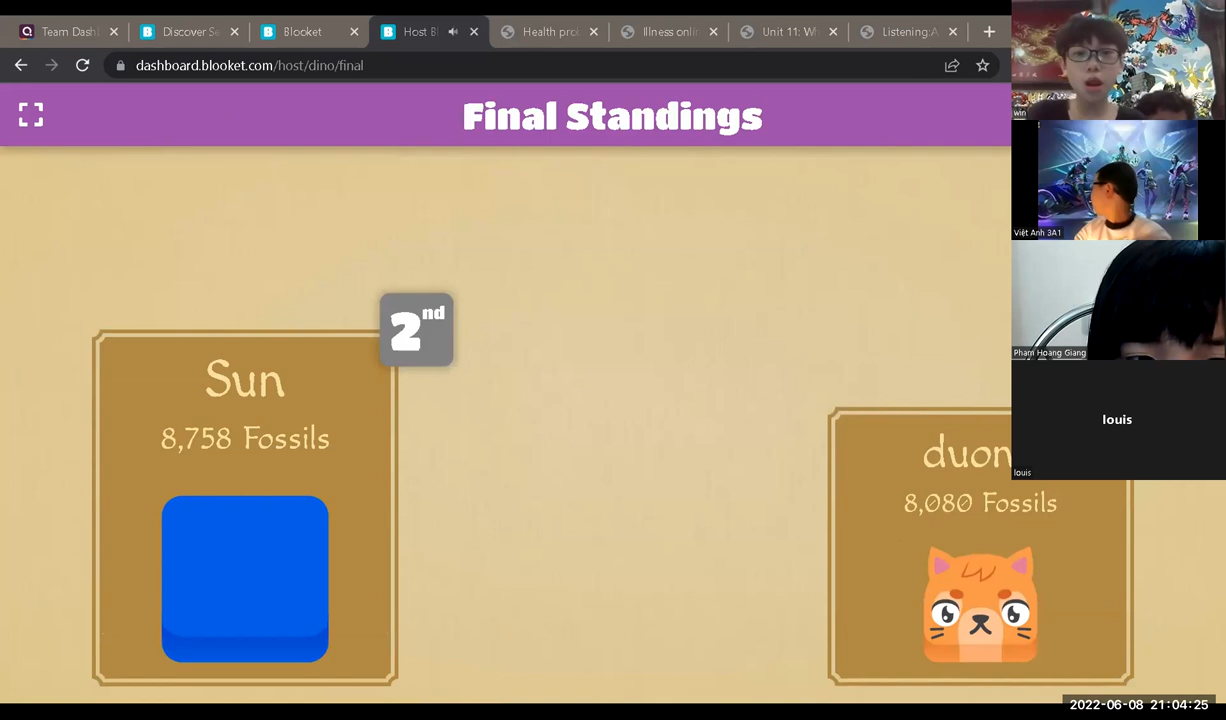 Team Dash
Discover Se
Blooket
Host Bl
Health pro
Illness onli
Unit 11: Wh
Listening:A
dashboard.blooket.com/host/dino/final
Final Standings
win
Việt Anh 3A1
Pham Hoang Giang
louis
louis
2nd
Sun
8,758 Fossils
duon
8,080 Fossils
2022-06-08 21:04:25